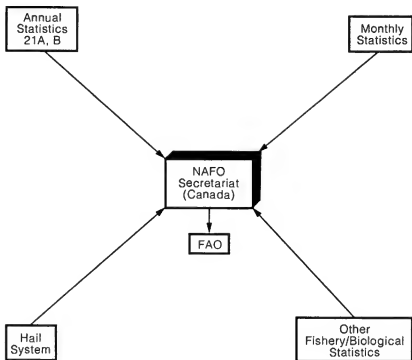 Annual
Statistics
21A, B
Monthly
Statistics
NAFO
Secretariat
(Canada)
FAO
Hail
System
Other
Fishery/Biological
Statistics